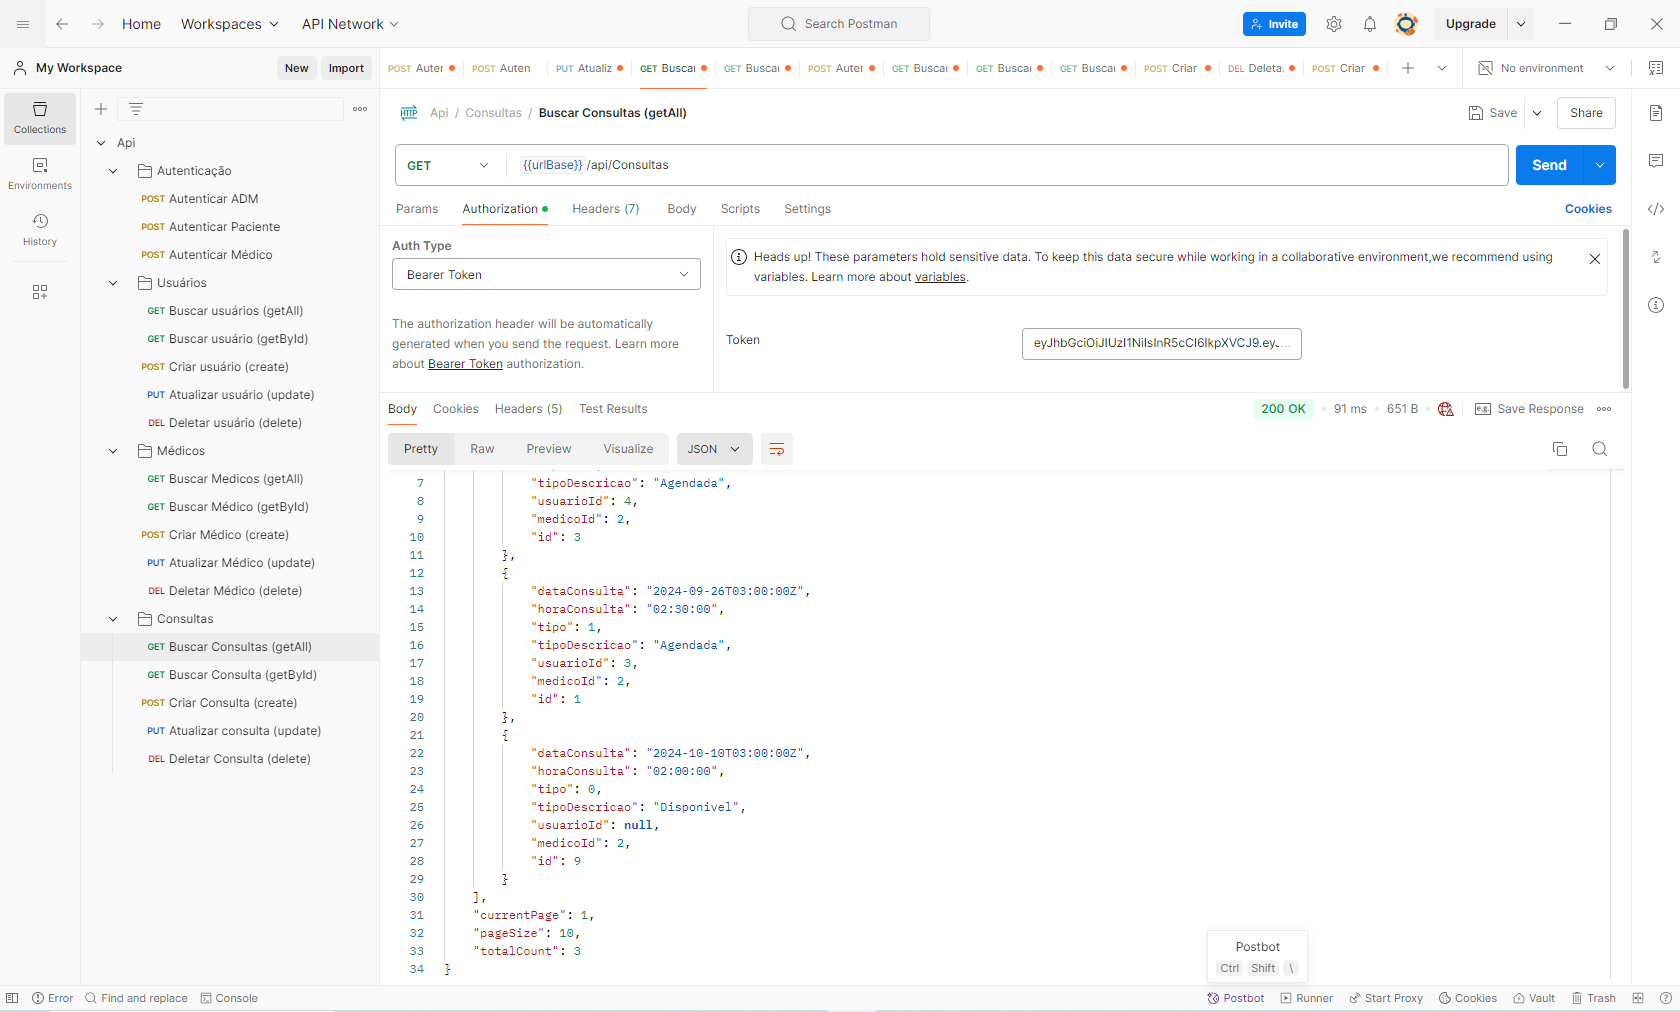 Home Workspaces API Network Search Postman Invite Upgrade
My Workspace New Import POST Auter POST Auten PUT Atualiz GET Buscar GET Buscar POST Auter GET Buscar GET Buscar GET Buscar POST Criar DEL Deleta POST Criar No environment
Collections
Environments
History
Api
Autenticação
POST Autenticar ADM
POST Autenticar Paciente
POST Autenticar Médico
Usuários
GET Buscar usuários (getAll)
GET Buscar usuário (getById)
POST Criar usuário (create)
PUT Atualizar usuário (update)
DEL Deletar usuário (delete)
Médicos
GET Buscar Medicos (getAll)
GET Buscar Médico (getById)
POST Criar Médico (create)
PUT Atualizar Médico (update)
DEL Deletar Médico (delete)
Consultas
GET Buscar Consultas (getAll)
GET Buscar Consulta (getById)
POST Criar Consulta (create)
PUT Atualizar consulta (update)
DEL Deletar Consulta (delete)
HTTP Api / Consultas / Buscar Consultas (getAll) Save Share
GET {{urlBase}} /api/Consultas Send
Params Authorization Headers (7) Body Scripts Settings Cookies
Auth Type
Bearer Token
The authorization header will be automatically
generated when you send the request. Learn more
about Bearer Token authorization.
Heads up! These parameters hold sensitive data. To keep this data secure while working in a collaborative environment,we recommend using
variables. Learn more about variables.
Token eyJhbGciOiJIUzI1NiIsInR5cCI6IkpXVCJ9.eyJ...
Body Cookies Headers (5) Test Results 200 OK 91 ms 651 B e.g. Save Response
Pretty Raw Preview Visualize JSON
7 "tipoDescricao": "Agendada",
8 "usuarioId": 4,
9 "medicoId": 2,
10 "id": 3
11 },
12 {
13 "dataConsulta": "2024-09-26T03:00:00Z",
14 "horaConsulta": "02:30:00",
15 "tipo": 1,
16 "tipoDescricao": "Agendada",
17 "usuarioId": 3,
18 "medicoId": 2,
19 "id": 1
20 },
21 {
22 "dataConsulta": "2024-10-10T03:00:00Z",
23 "horaConsulta": "02:00:00",
24 "tipo": 0,
25 "tipoDescricao": "Disponivel",
26 "usuarioId": null,
27 "medicoId": 2,
28 "id": 9
29 }
30 ],
31 "currentPage": 1,
32 "pageSize": 10,
33 "totalCount": 3
34 }
Postbot
Ctrl Shift \
Error Find and replace Console Postbot Runner Start Proxy Cookies Vault Trash